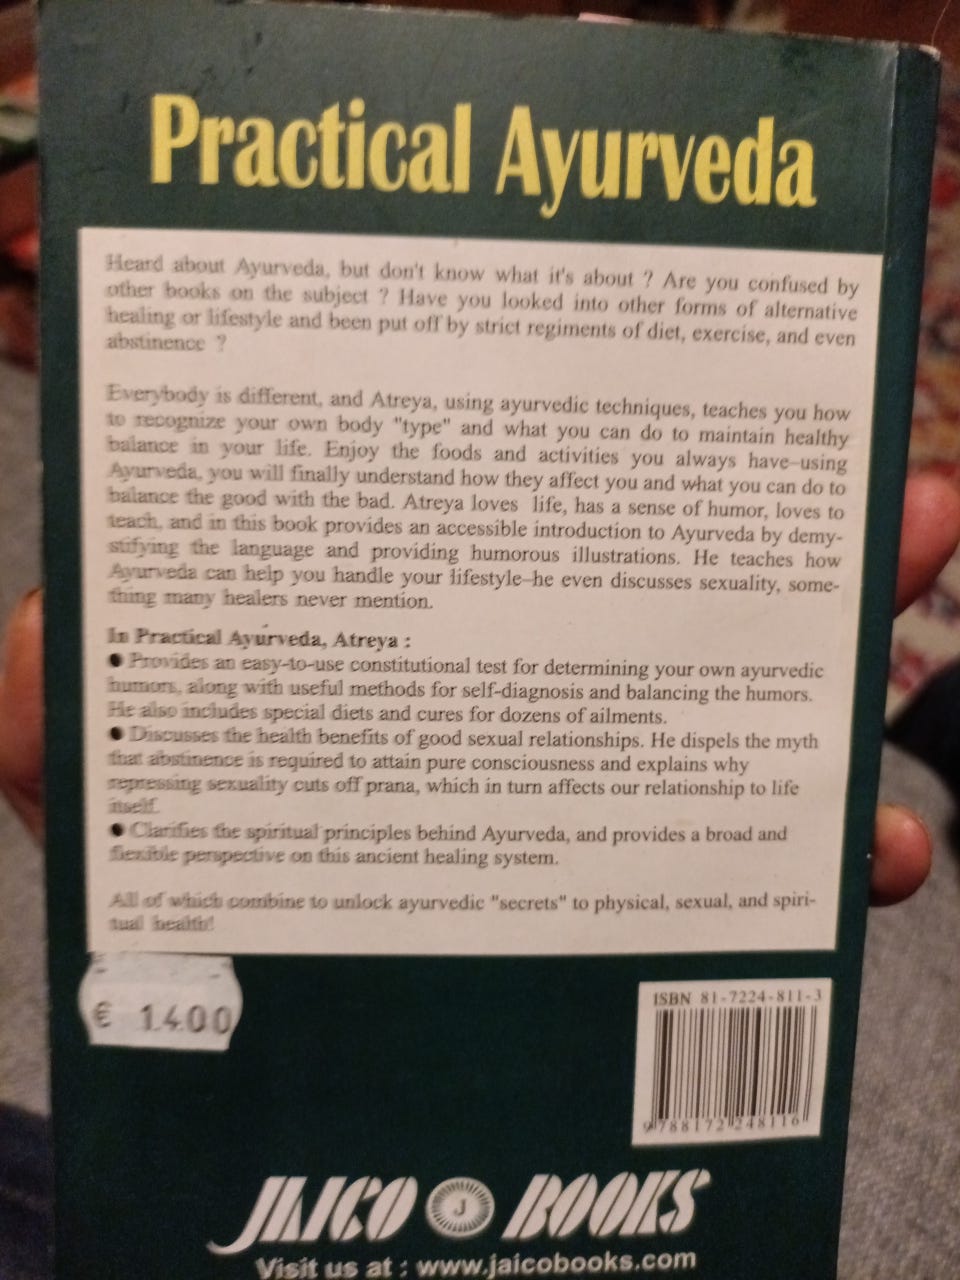 Practical Ayurveda
Heard about Ayurveda, but don't know what it's about ? Are you confused by
other books on the subject ? Have you looked into other forms of alternative
healing or lifestyle and been put off by strict regiments of diet, exercise, and even
abstinence ?
Everybody is different, and Atreya, using ayurvedic techniques, teaches you how
to recognize your own body "type" and what you can do to maintain healthy
balance in your life. Enjoy the foods and activities you always have–using
Ayurveda, you will finally understand how they affect you and what you can do to
balance the good with the bad. Atreya loves life, has a sense of humor, loves to
teach, and in this book provides an accessible introduction to Ayurveda by demy-
stifying the language and providing humorous illustrations. He teaches how
Ayurveda can help you handle your lifestyle–he even discusses sexuality, some-
thing many healers never mention.
In Practical Ayurveda, Atreya :
● Provides an easy-to-use constitutional test for determining your own ayurvedic
humors, along with useful methods for self-diagnosis and balancing the humors.
He also includes special diets and cures for dozens of ailments.
● Discusses the health benefits of good sexual relationships. He dispels the myth
that abstinence is required to attain pure consciousness and explains why
repressing sexuality cuts off prana, which in turn affects our relationship to life
itself.
● Clarifies the spiritual principles behind Ayurveda, and provides a broad and
flexible perspective on this ancient healing system.
All of which combine to unlock ayurvedic "secrets" to physical, sexual, and spiri-
tual health!
€ 14.00
ISBN 81-7224-811-3
9 788172 248116
JAICO J BOOKS
Visit us at : www.jaicobooks.com